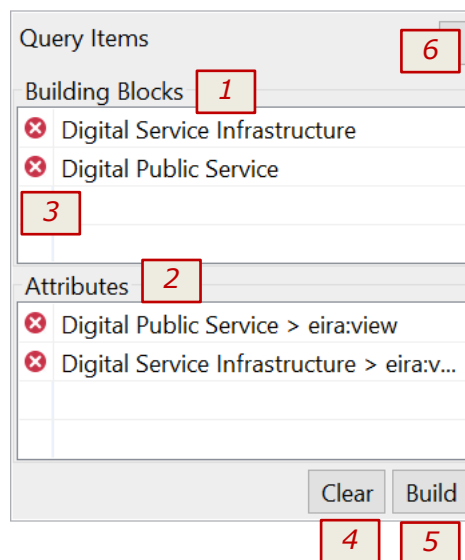 Query Items
6
Building Blocks 1
Digital Service Infrastructure
Digital Public Service
3
Attributes 2
Digital Public Service > eira:view
Digital Service Infrastructure > eira:v...
Clear Build
4 5